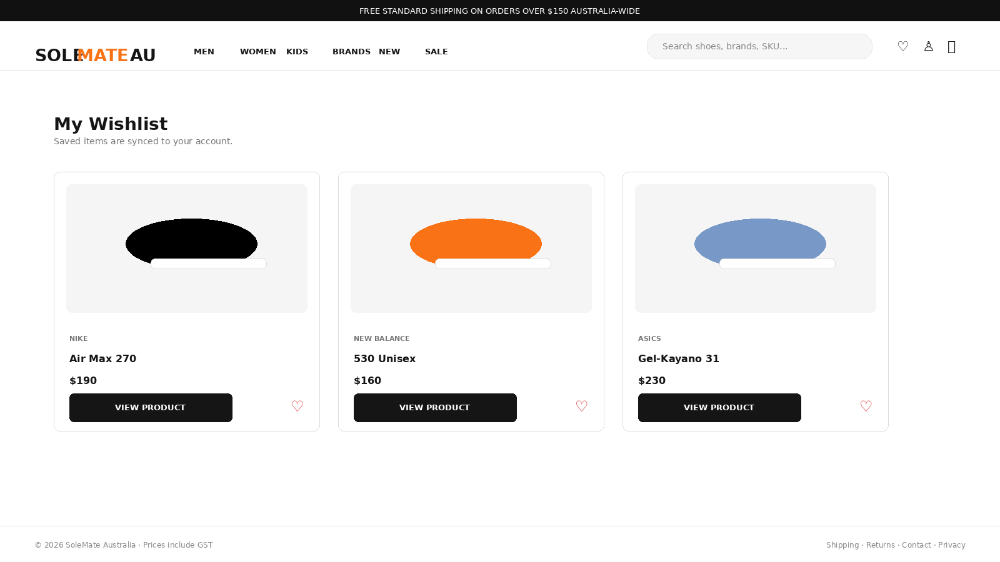 FREE STANDARD SHIPPING ON ORDERS OVER $150 AUSTRALIA-WIDE
SOLEMATE AU
MEN WOMEN KIDS BRANDS NEW SALE
Search shoes, brands, SKU...
My Wishlist
Saved items are synced to your account.
NIKE
Air Max 270
$190
VIEW PRODUCT
NEW BALANCE
530 Unisex
$160
VIEW PRODUCT
ASICS
Gel-Kayano 31
$230
VIEW PRODUCT
© 2026 SoleMate Australia · Prices include GST
Shipping · Returns · Contact · Privacy